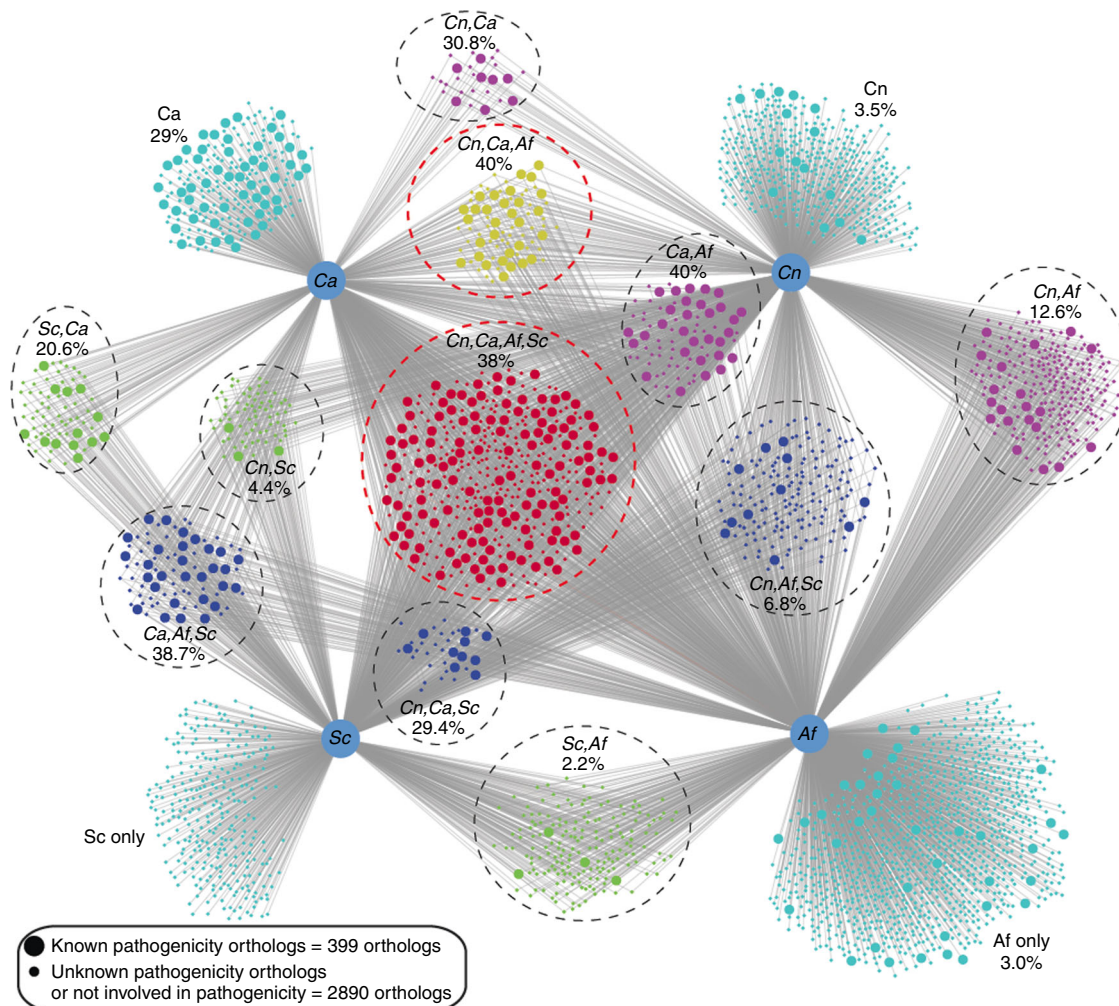 Cn,Ca
30.8%
Ca
29%
Cn
3.5%
Cn,Ca,Af
40%
Ca,Af
40%
Ca
Cn
Cn,Af
12.6%
Sc,Ca
20.6%
Cn,Ca,Af,Sc
38%
Cn,Sc
4.4%
Cn,Af,Sc
6.8%
Ca,Af,Sc
38.7%
Cn,Ca,Sc
29.4%
Sc
Af
Sc,Af
2.2%
Sc only
Af only
3.0%
Known pathogenicity orthologs = 399 orthologs
Unknown pathogenicity orthologs
or not involved in pathogenicity = 2890 orthologs